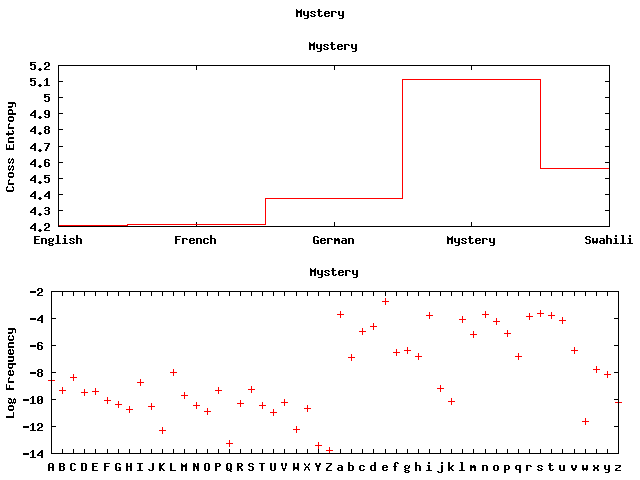 Mystery
Mystery
Cross Entropy
5.2
5.1
5
4.9
4.8
4.7
4.6
4.5
4.4
4.3
4.2
English French German Mystery Swahili
Mystery
Log Frequency
-2
-4
-6
-8
-10
-12
-14
A B C D E F G H I J K L M N O P Q R S T U V W X Y Z a b c d e f g h i j k l m n o p q r s t u v w x y z